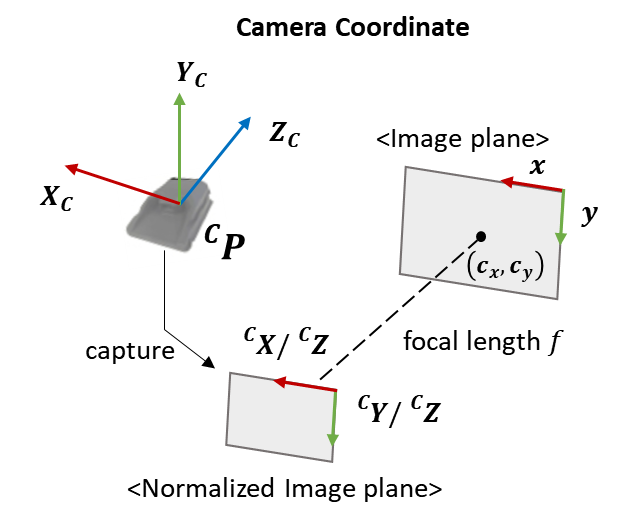 Camera Coordinate
Y_C
Z_C
<Image plane>
x
X_C
y
^C P
(c_x, c_y)
^C X/ ^C Z
focal length f
capture
^C Y/ ^C Z
<Normalized Image plane>